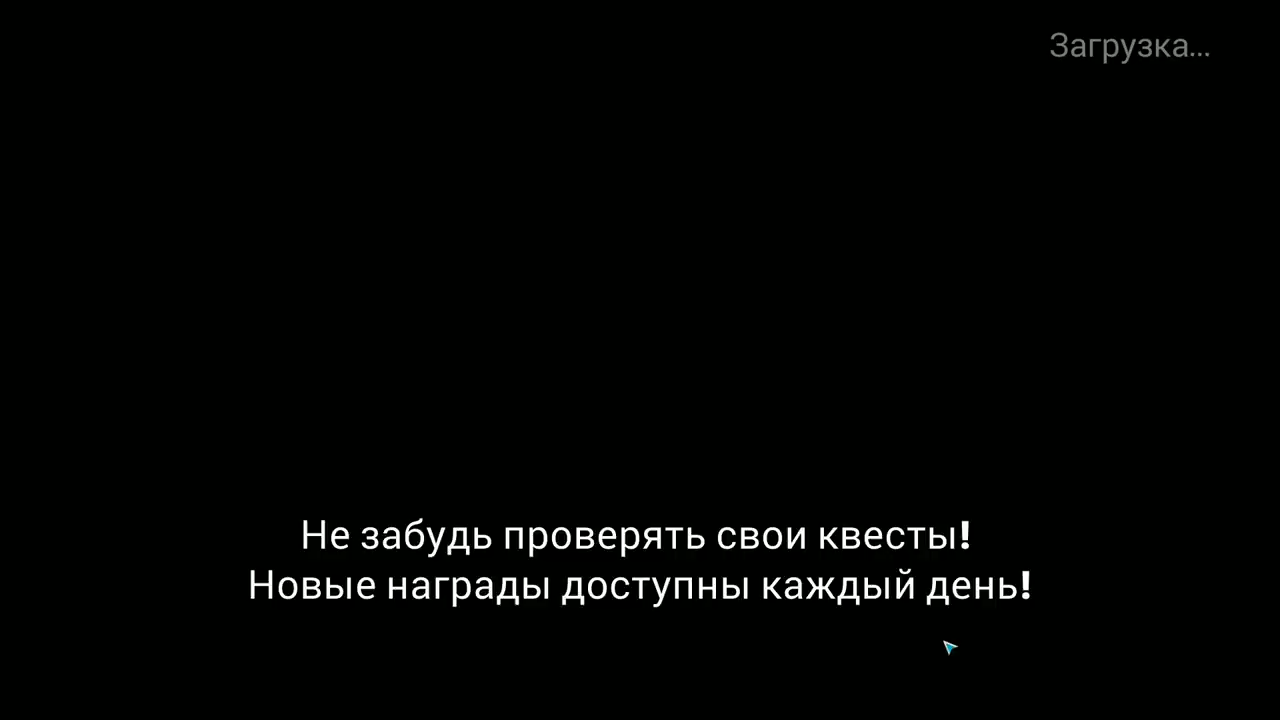 Загрузка...
Не забудь проверять свои квесты!
Новые награды доступны каждый день!